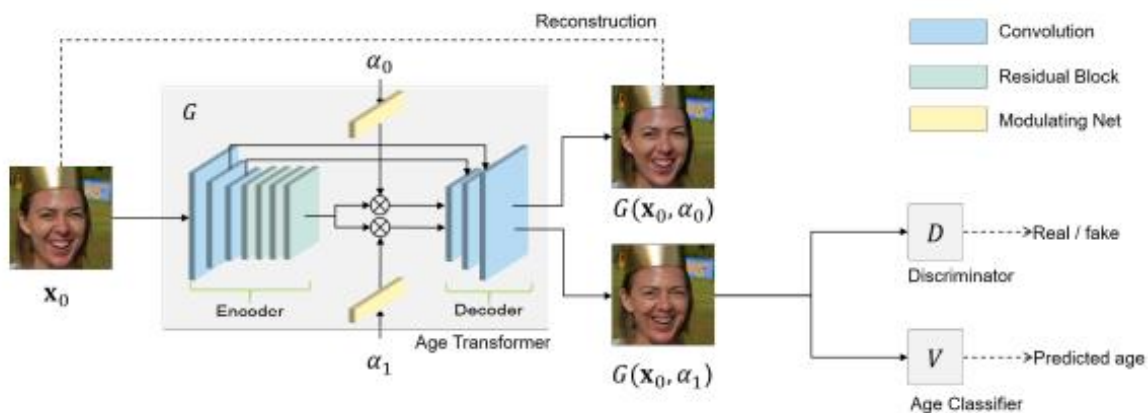 Reconstruction
Convolution
Residual Block
Modulating Net
α₀
G
G(x₀, α₀)
x₀
Encoder
Decoder
Age Transformer
α₁
G(x₀, α₁)
D
Real / fake
Discriminator
V
Predicted age
Age Classifier